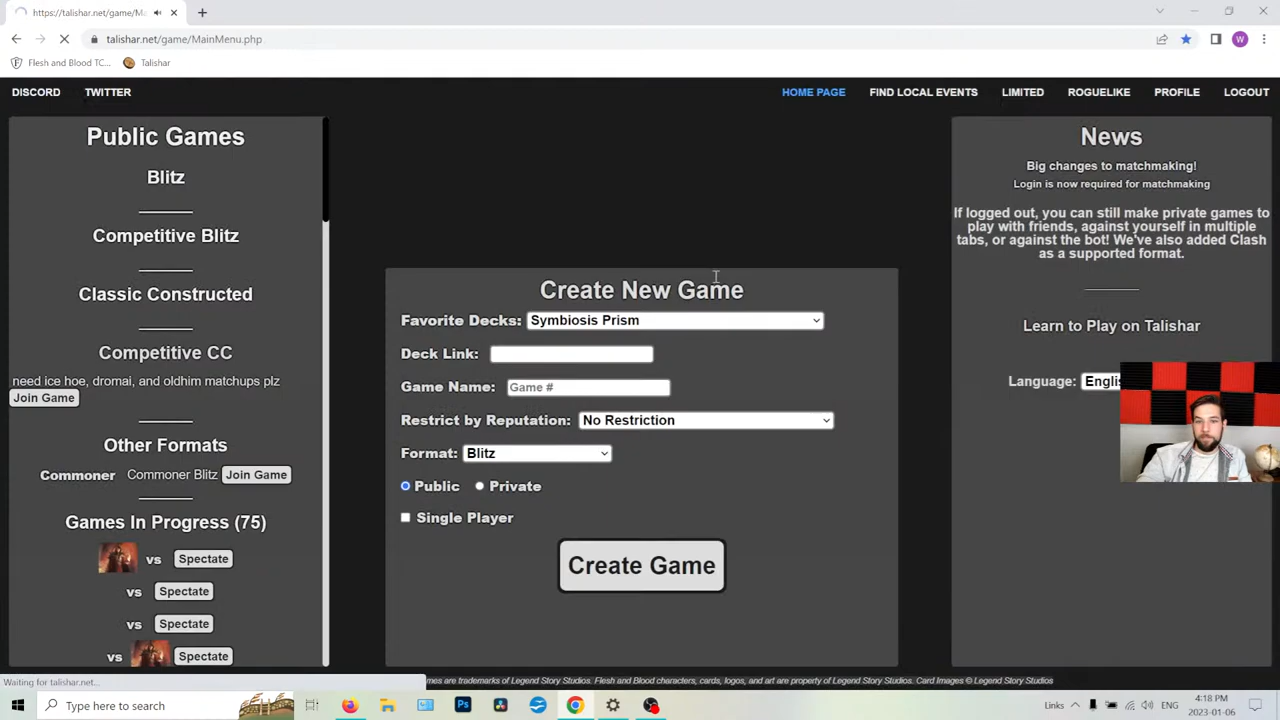 https://talishar.net/game/Ma
talishar.net/game/MainMenu.php
Flesh and Blood TC... Talishar
DISCORD TWITTER HOME PAGE FIND LOCAL EVENTS LIMITED ROGUELIKE PROFILE LOGOUT
Public Games
Blitz
Competitive Blitz
Classic Constructed
Competitive CC
need ice hoe, dromai, and oldhim matchups plz
Join Game
Other Formats
Commoner Commoner Blitz Join Game
Games In Progress (75)
vs Spectate
vs Spectate
vs Spectate
vs Spectate
Create New Game
Favorite Decks: Symbiosis Prism
Deck Link:
Game Name: Game #
Restrict by Reputation: No Restriction
Format: Blitz
Public Private
Single Player
Create Game
News
Big changes to matchmaking!
Login is now required for matchmaking
If logged out, you can still make private games to
play with friends, against yourself in multiple
tabs, or against the bot! We've also added Clash
as a supported format.
Learn to Play on Talishar
Language: Engli
Waiting for talishar.net...
mes are trademarks of Legend Story Studios. Flesh and Blood characters, cards, logos, and art are property of Legend Story Studios. Card Images © Legend Story Studios
Type here to search
4:18 PM
2023-01-06
W
Ps
Links